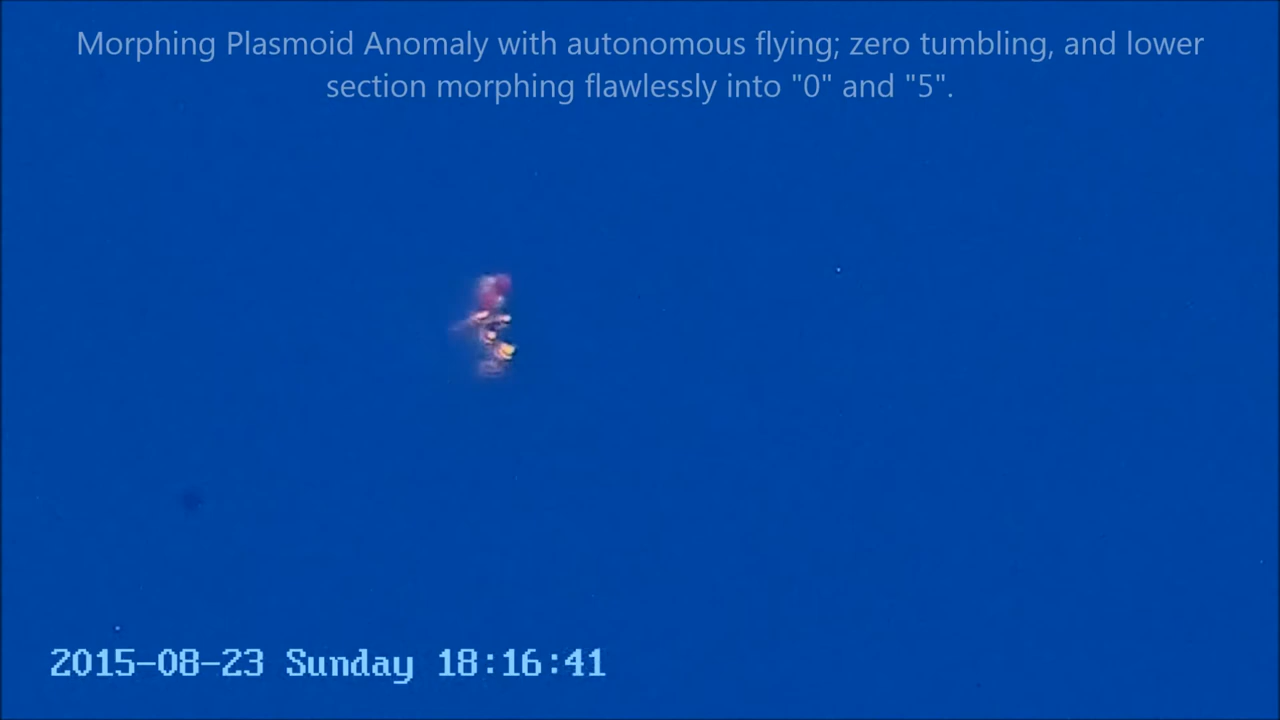 Morphing Plasmoid Anomaly with autonomous flying; zero tumbling, and lower
section morphing flawlessly into "0" and "5".
2015-08-23 Sunday 18:16:41